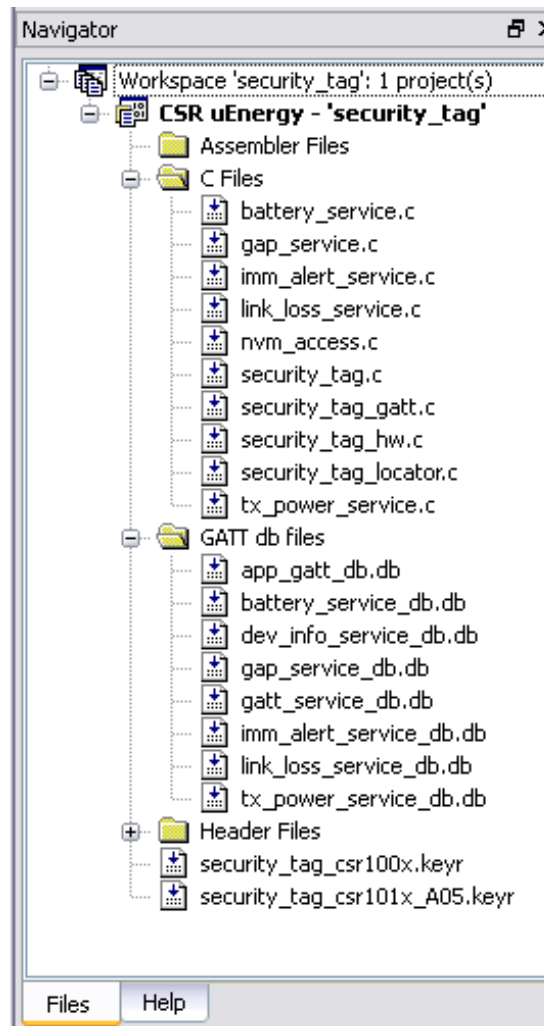 Navigator
Workspace 'security_tag': 1 project(s)
CSR uEnergy - 'security_tag'
Assembler Files
C Files
battery_service.c
gap_service.c
imm_alert_service.c
link_loss_service.c
nvm_access.c
security_tag.c
security_tag_gatt.c
security_tag_hw.c
security_tag_locator.c
tx_power_service.c
GATT db files
app_gatt_db.db
battery_service_db.db
dev_info_service_db.db
gap_service_db.db
gatt_service_db.db
imm_alert_service_db.db
link_loss_service_db.db
tx_power_service_db.db
Header Files
security_tag_csr100x.keyr
security_tag_csr101x_A05.keyr
Files Help